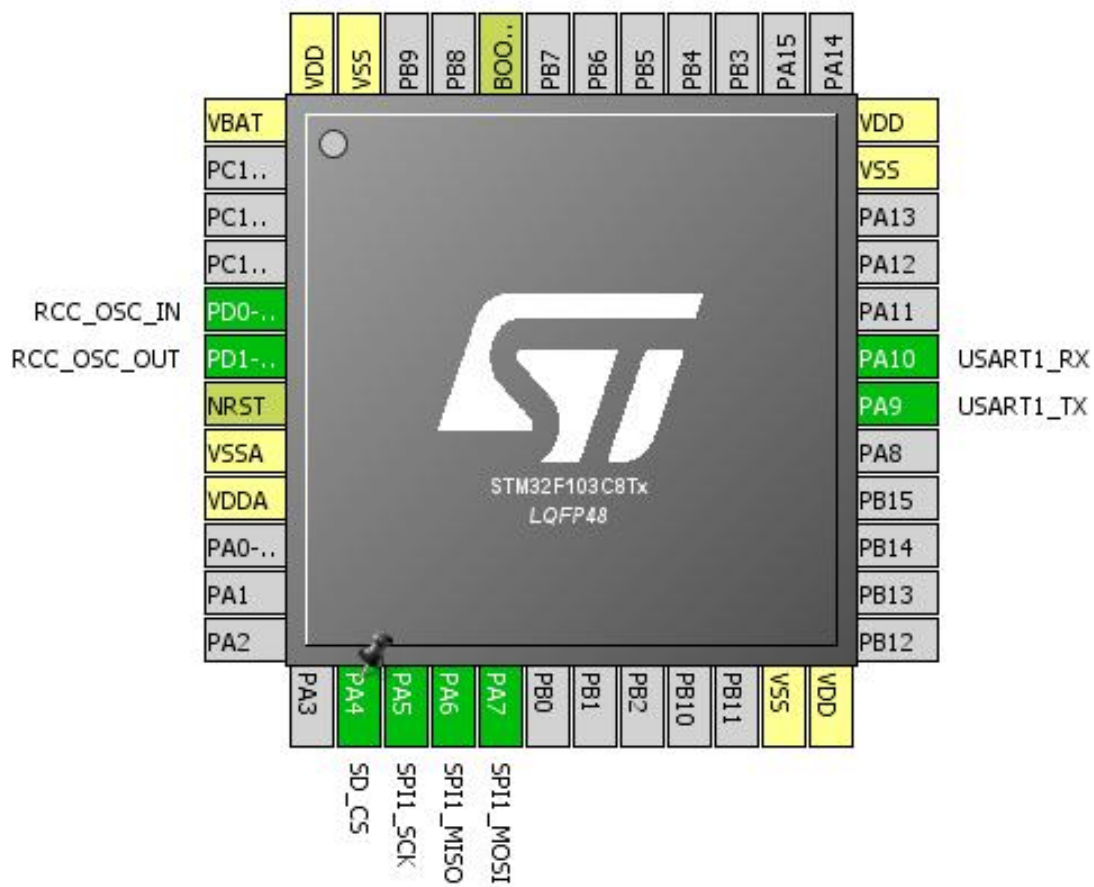 VDD VSS PB9 PB8 BOO.. PB7 PB6 PB5 PB4 PB3 PA15 PA14
VBAT
PC1..
PC1..
PC1..
RCC_OSC_IN PD0-..
RCC_OSC_OUT PD1-..
NRST
VSSA
VDDA
PA0-..
PA1
PA2
ST
STM32F103C8Tx
LQFP48
VDD
VSS
PA13
PA12
PA11
PA10 USART1_RX
PA9 USART1_TX
PA8
PB15
PB14
PB13
PB12
PA3 PA4 PA5 PA6 PA7 PB0 PB1 PB2 PB10 PB11 VSS VDD
SD_CS SPI1_SCK SPI1_MISO SPI1_MOSI